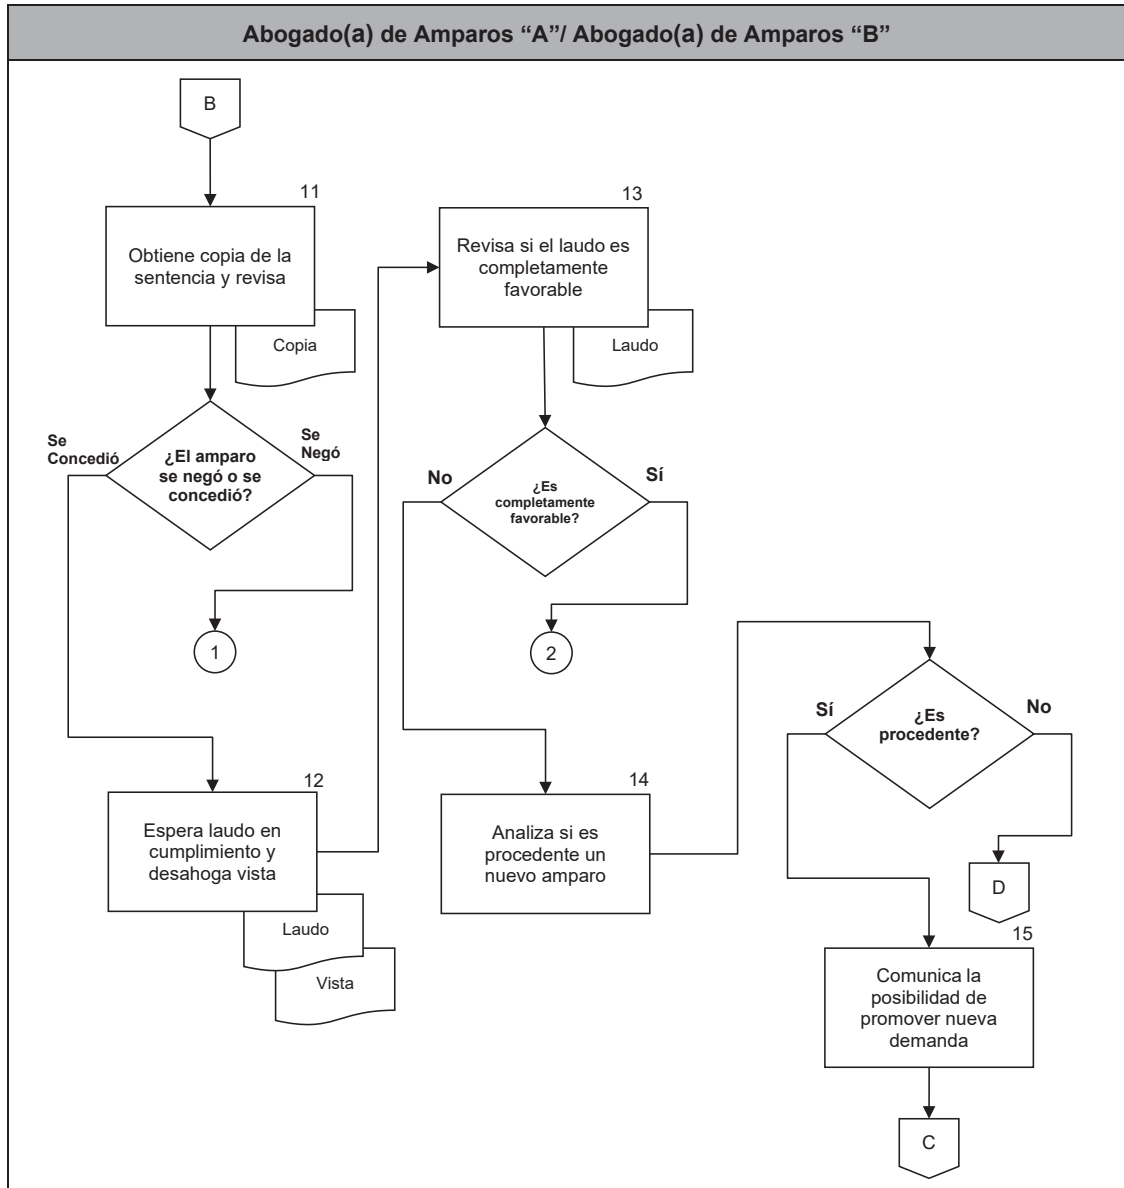 Abogado(a) de Amparos “A”/ Abogado(a) de Amparos “B”
B
11
Obtiene copia de la
sentencia y revisa
Copia
Se
Concedió
¿El amparo
se negó o se
concedió?
Se
Negó
1
12
Espera laudo en
cumplimiento y
desahoga vista
Laudo
Vista
13
Revisa si el laudo es
completamente
favorable
Laudo
No
¿Es
completamente
favorable?
Sí
2
14
Analiza si es
procedente un
nuevo amparo
Sí
¿Es
procedente?
No
D
15
Comunica la
posibilidad de
promover nueva
demanda
C